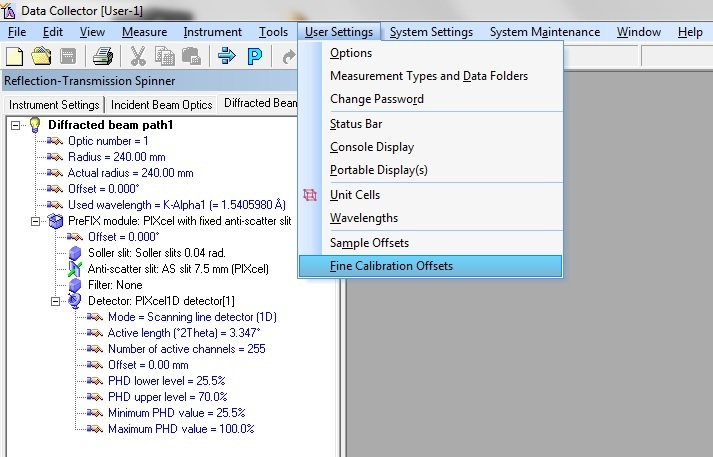 Data Collector [User-1]
File Edit View Measure Instrument Tools User Settings System Settings System Maintenance Window Help
Reflection-Transmission Spinner
Instrument Settings Incident Beam Optics Diffracted Bean
Diffracted beam path1
Optic number = 1
Radius = 240.00 mm
Actual radius = 240.00 mm
Offset = 0.000°
Used wavelength = K-Alpha1 (= 1.5405980 Å)
PreFIX module: PIXcel with fixed anti-scatter slit
Offset = 0.000°
Soller slit: Soller slits 0.04 rad.
Anti-scatter slit: AS slit 7.5 mm (PIXcel)
Filter: None
Detector: PIXcel1D detector[1]
Mode = Scanning line detector (1D)
Active length (°2Theta) = 3.347°
Number of active channels = 255
Offset = 0.00 mm
PHD lower level = 25.5%
PHD upper level = 70.0%
Minimum PHD value = 25.5%
Maximum PHD value = 100.0%
Options
Measurement Types and Data Folders
Change Password
Status Bar
Console Display
Portable Display(s)
Unit Cells
Wavelengths
Sample Offsets
Fine Calibration Offsets